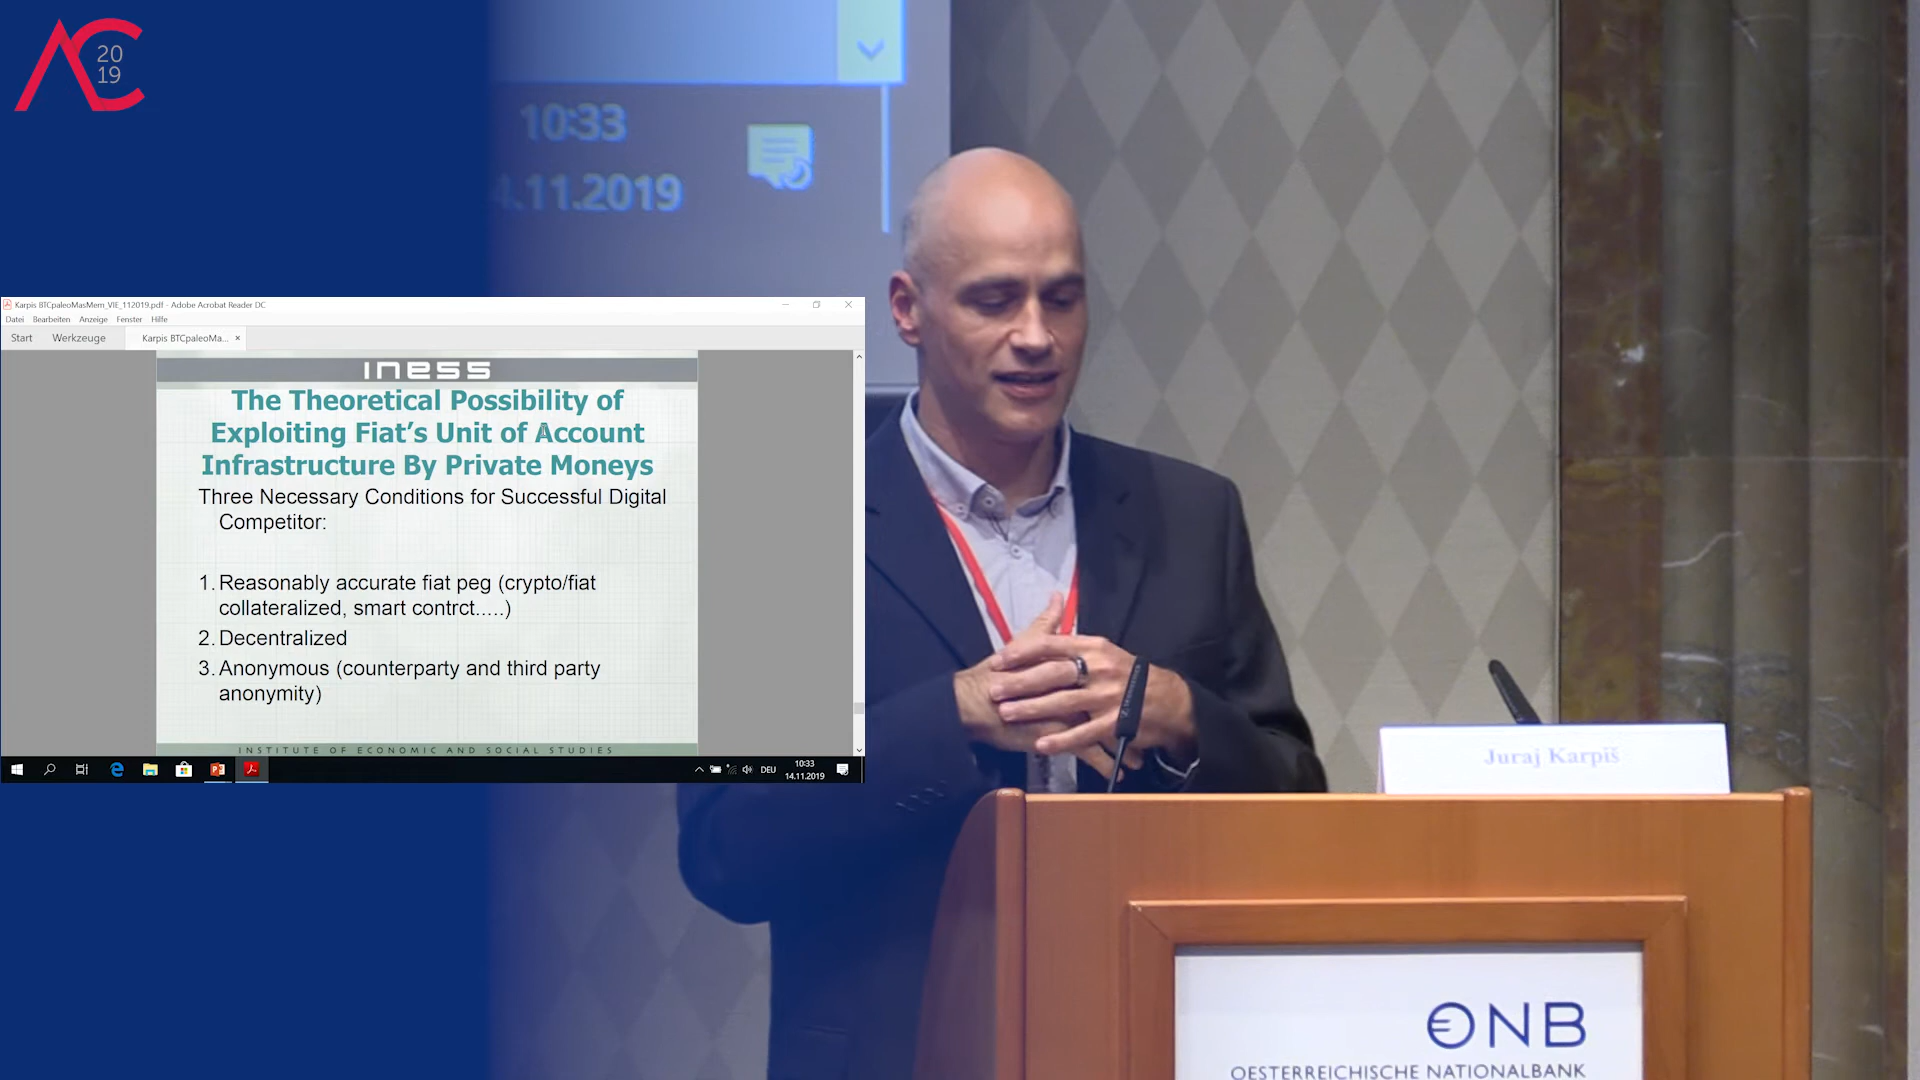 AC
20
19
10:33
4.11.2019
Karpis BTCpaleoMasMem_VIE_112019.pdf - Adobe Acrobat Reader DC
Datei Bearbeiten Anzeige Fenster Hilfe
Start Werkzeuge Karpis BTCpaleoMa... ×
INESS
The Theoretical Possibility of
Exploiting Fiat's Unit of Account
Infrastructure By Private Moneys
Three Necessary Conditions for Successful Digital
Competitor:
1. Reasonably accurate fiat peg (crypto/fiat
collateralized, smart contrct.....)
2. Decentralized
3. Anonymous (counterparty and third party
anonymity)
INSTITUTE OF ECONOMIC AND SOCIAL STUDIES
DEU
10:33
14.11.2019
Juraj Karpiš
SENNHEISER
ONB
OESTERREICHISCHE NATIONALBANK